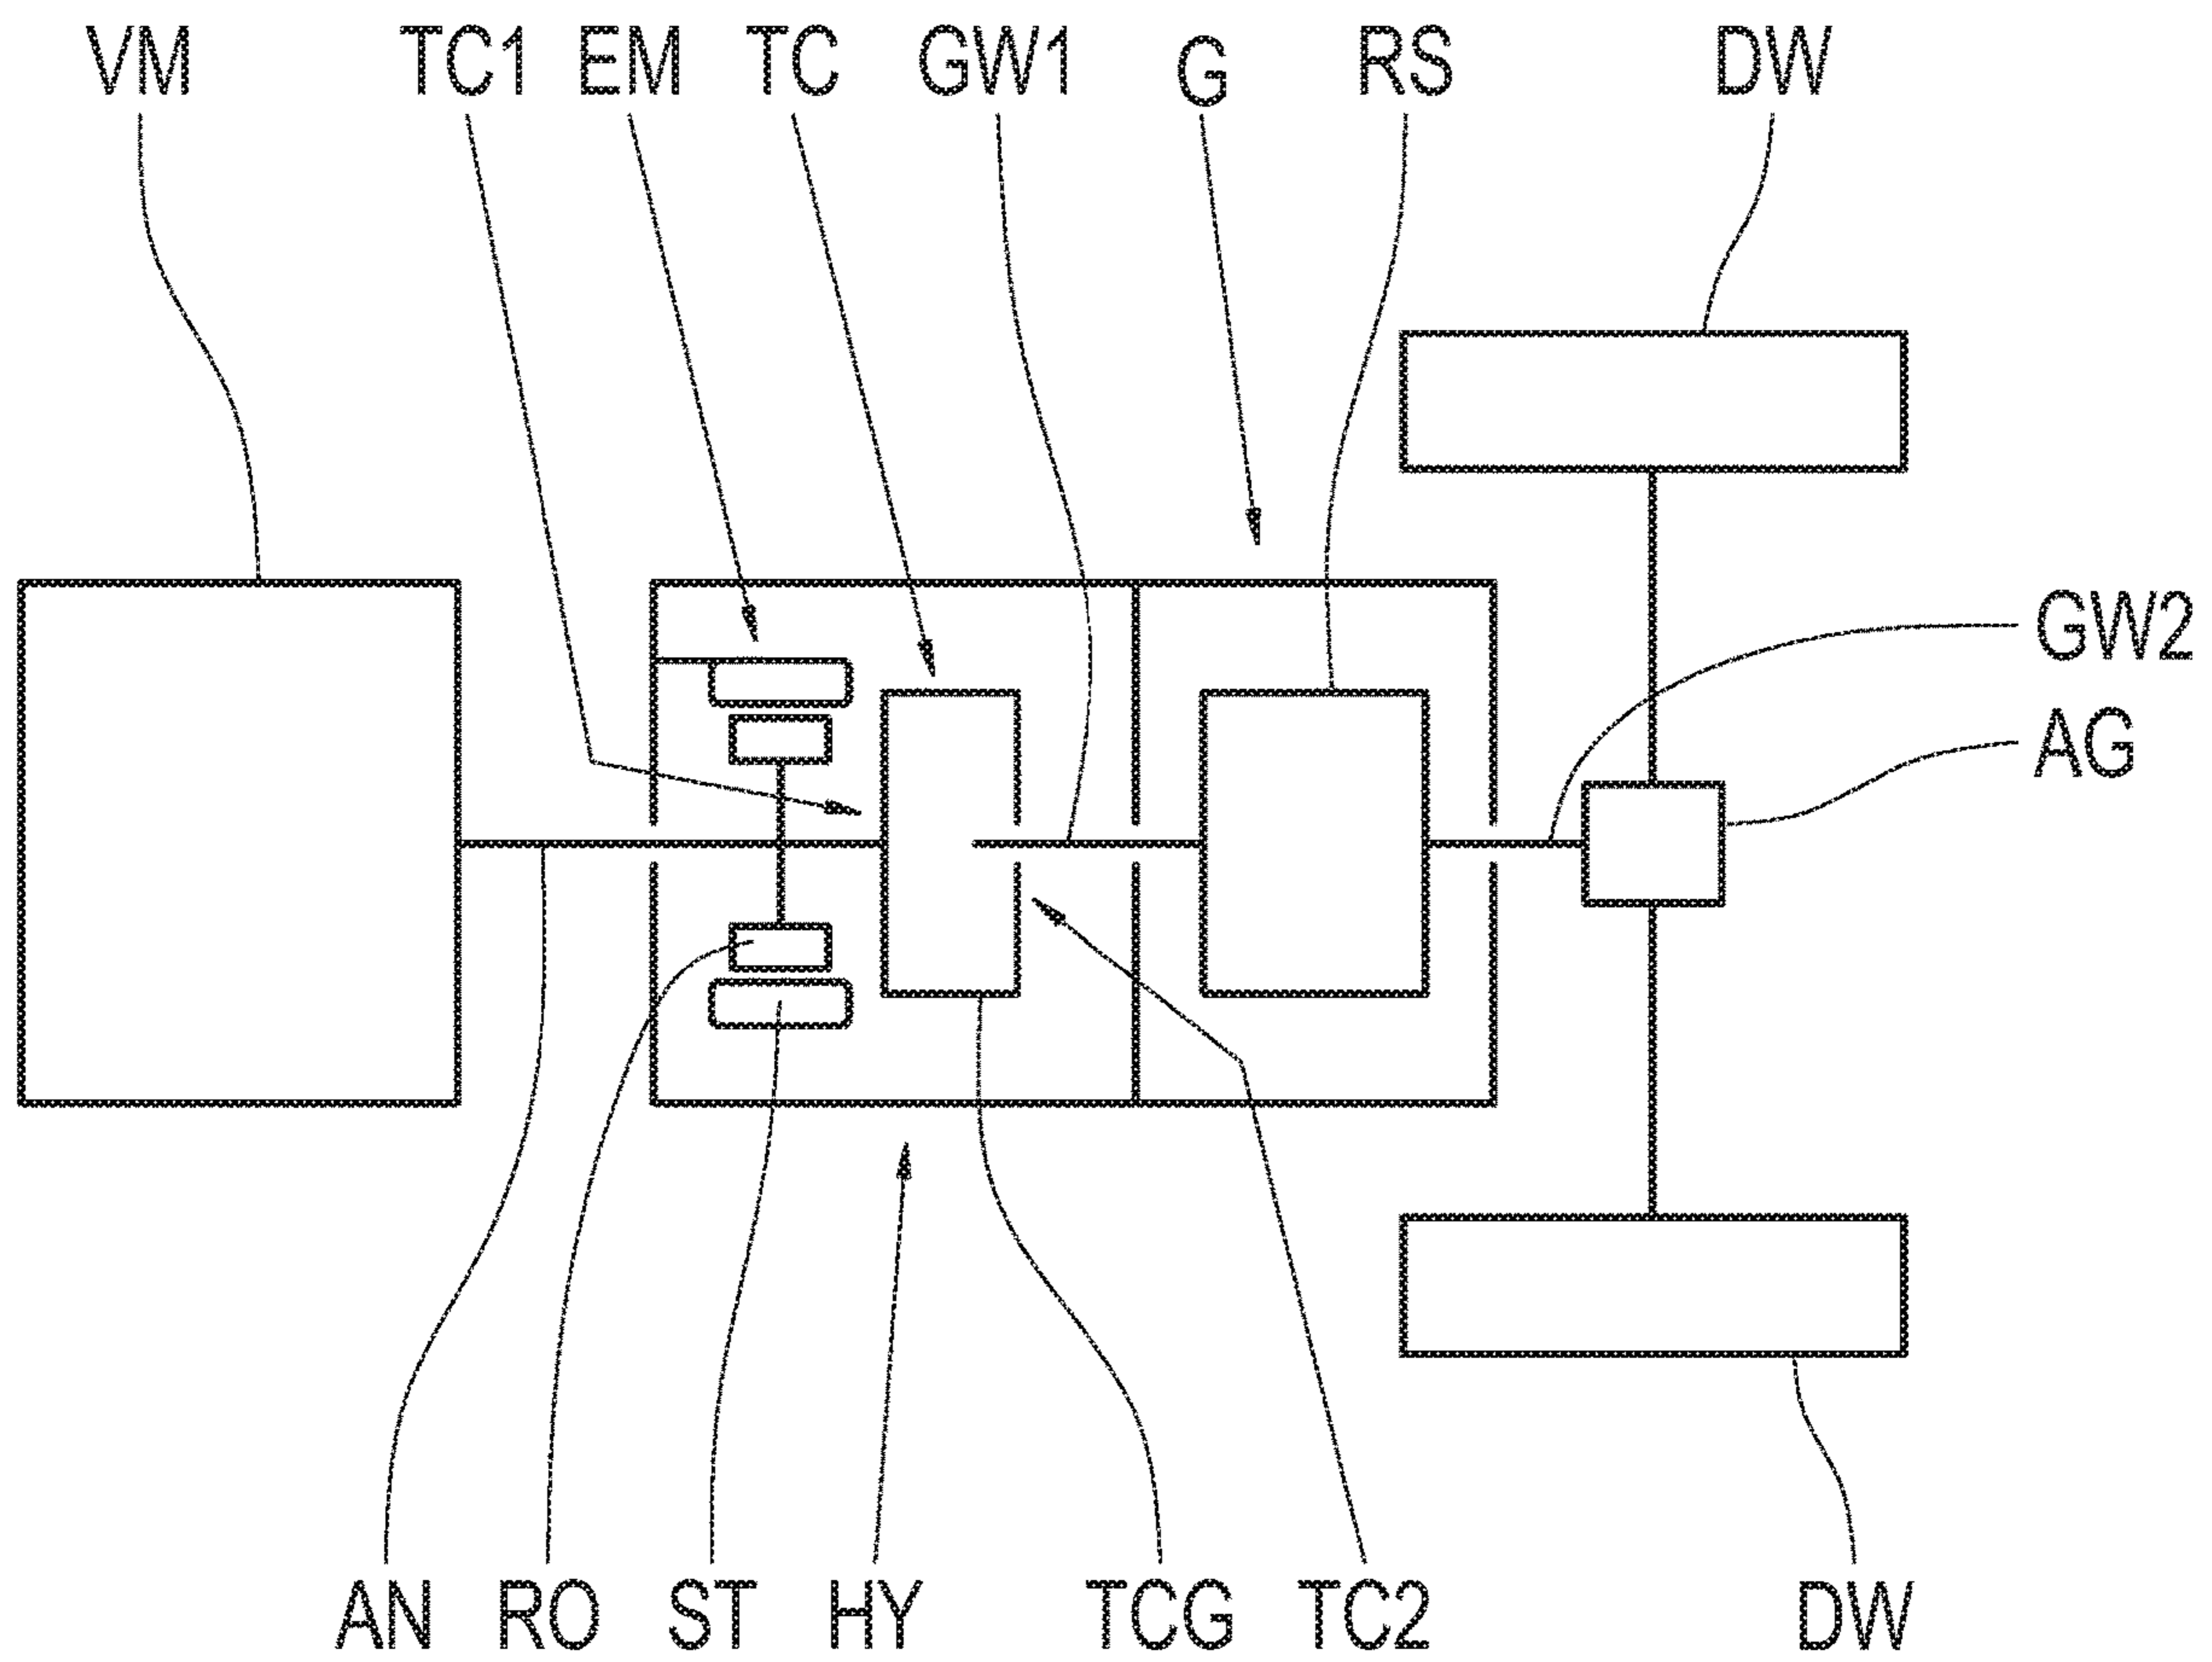 VM TC1 EM TC GW1 G RS DW
GW2
AG
AN RO ST HY TCG TC2 DW